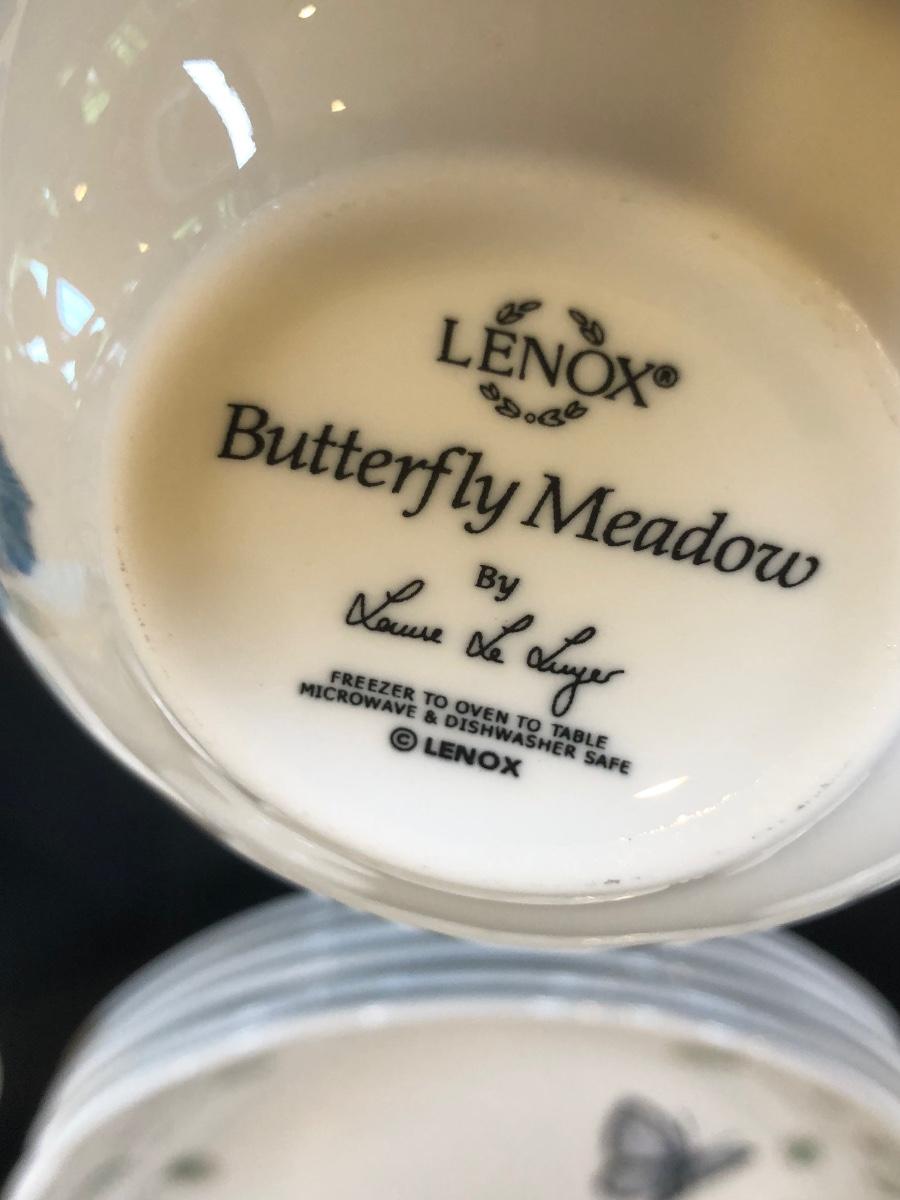 LENOX®
Butterfly Meadow
By
Louise Le Luyer
FREEZER TO OVEN TO TABLE
MICROWAVE & DISHWASHER SAFE
© LENOX